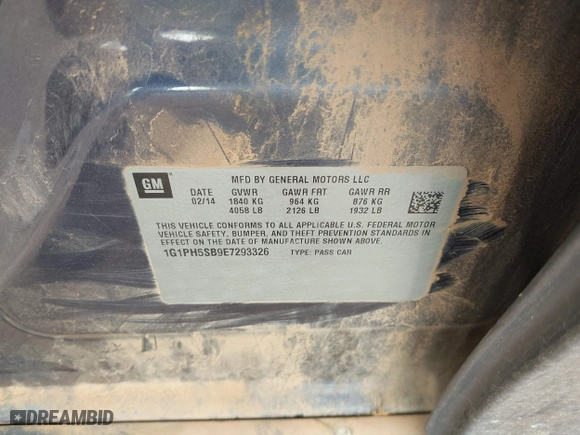 GM
MFD BY GENERAL MOTORS LLC
DATE GVWR GAWR FRT GAWR RR
02/14 1840 KG 964 KG 876 KG
4058 LB 2126 LB 1932 LB
THIS VEHICLE CONFORMS TO ALL APPLICABLE U.S. FEDERAL MOTOR
VEHICLE SAFETY, BUMPER, AND THEFT PREVENTION STANDARDS IN
EFFECT ON THE DATE OF MANUFACTURE SHOWN ABOVE.
1G1PH5SB9E7293326 TYPE: PASS CAR
DREAMBID